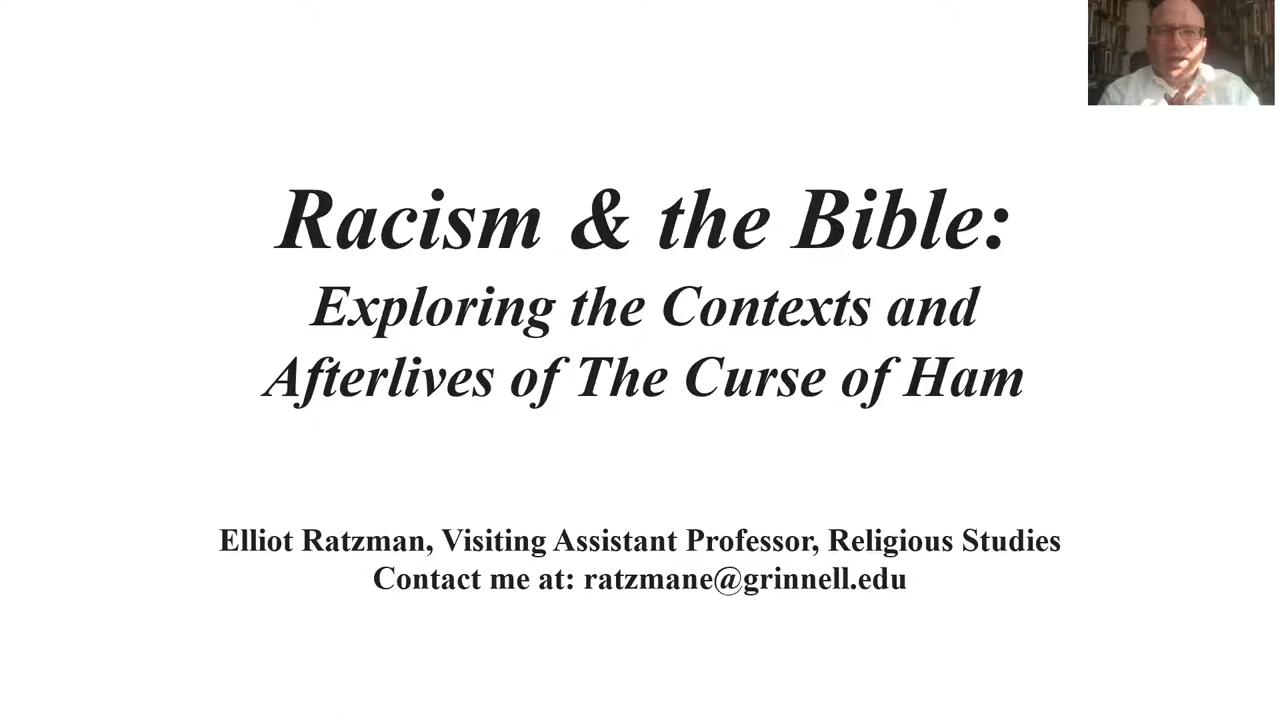 Racism & the Bible:
Exploring the Contexts and
Afterlives of The Curse of Ham
Elliot Ratzman, Visiting Assistant Professor, Religious Studies
Contact me at: ratzmane@grinnell.edu